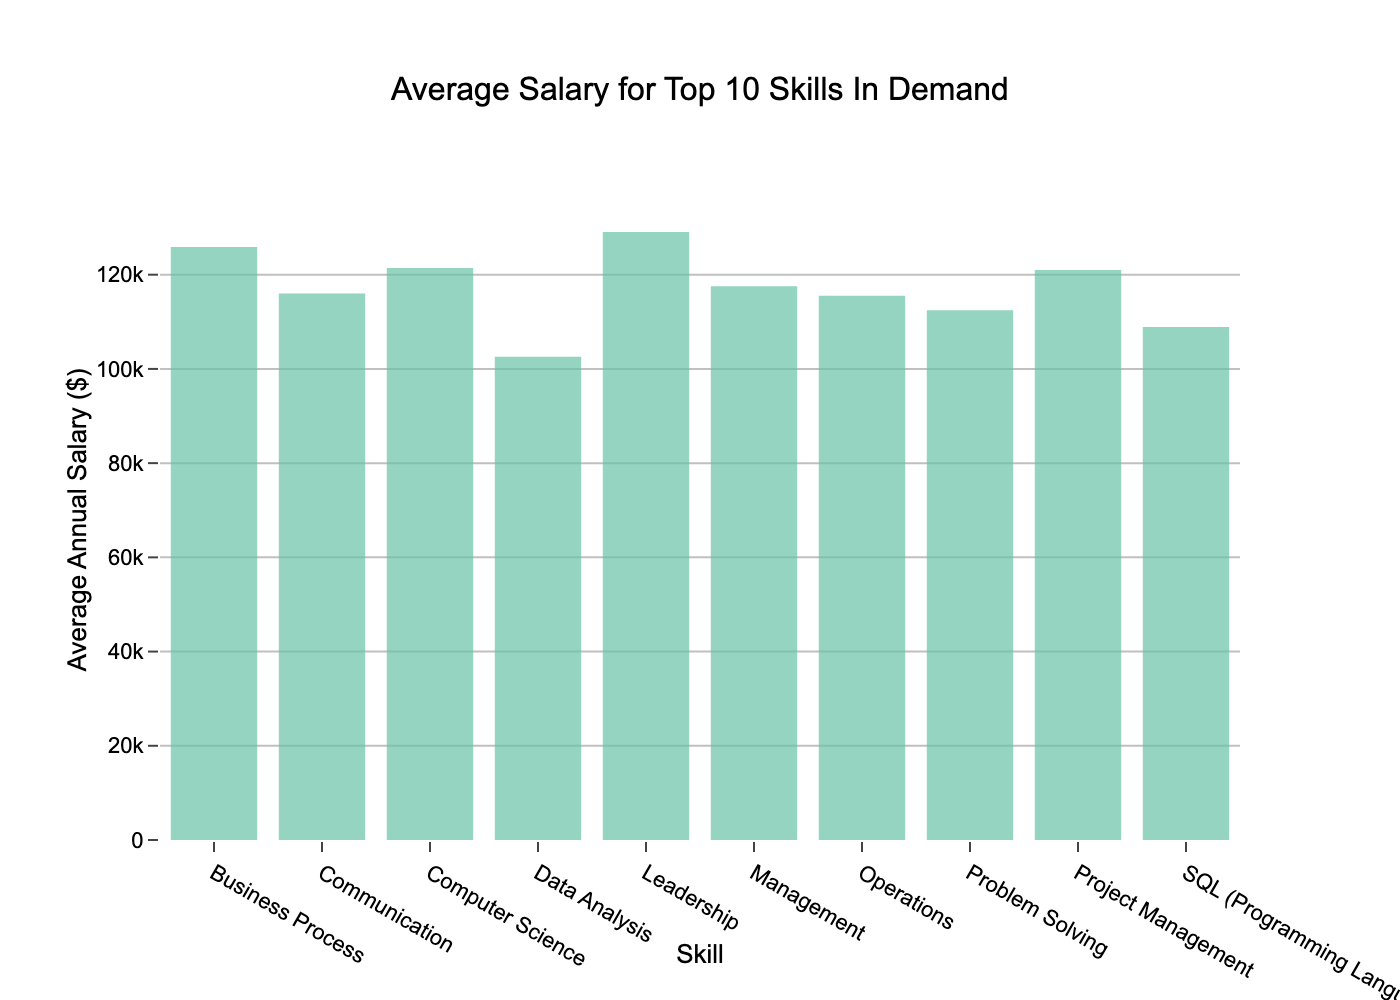 Average Salary for Top 10 Skills In Demand
120k
100k
80k
60k
40k
20k
0
Average Annual Salary ($)
Business Process
Communication
Computer Science
Data Analysis
Leadership
Management
Operations
Problem Solving
Project Management
SQL (Programming
Skill